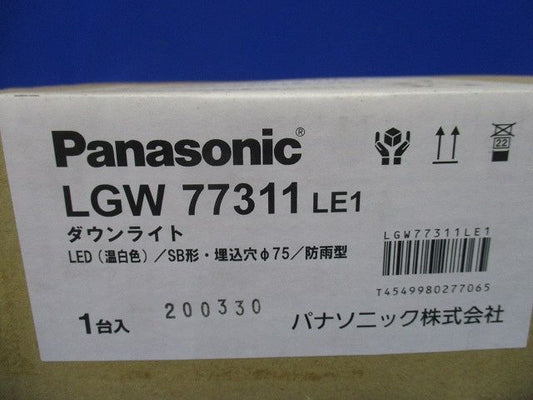 Panasonic®
LGW 77311 LE1
ダウンライト
LED(温白色)/SB形・埋込穴φ75/防雨型
1台入
200330
パナソニック株式会社
22
LGW77311LE1
T4549980277065